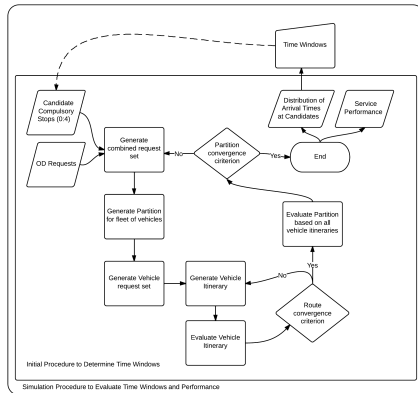 Time Windows
Candidate
Compulsory
Stops (0:4)
Distribution of
Arrival Times
at Candidates
Service
Performance
OD Requests
Generate
combined request
set
No
Partition
convergence
ciriterion
Yes
End
Generate Partition
for fleet of vehicles
Evaluate Partition
based on all
vehicle itineraries
Generate Vehicle
request set
Generate Vehicle
Itinerary
No
Yes
Route
convergence
criterion
Evaluate Vehicle
Itinerary
Initial Procedure to Determine Time Windows
Simulation Procedure to Evaluate Time Windows and Performance